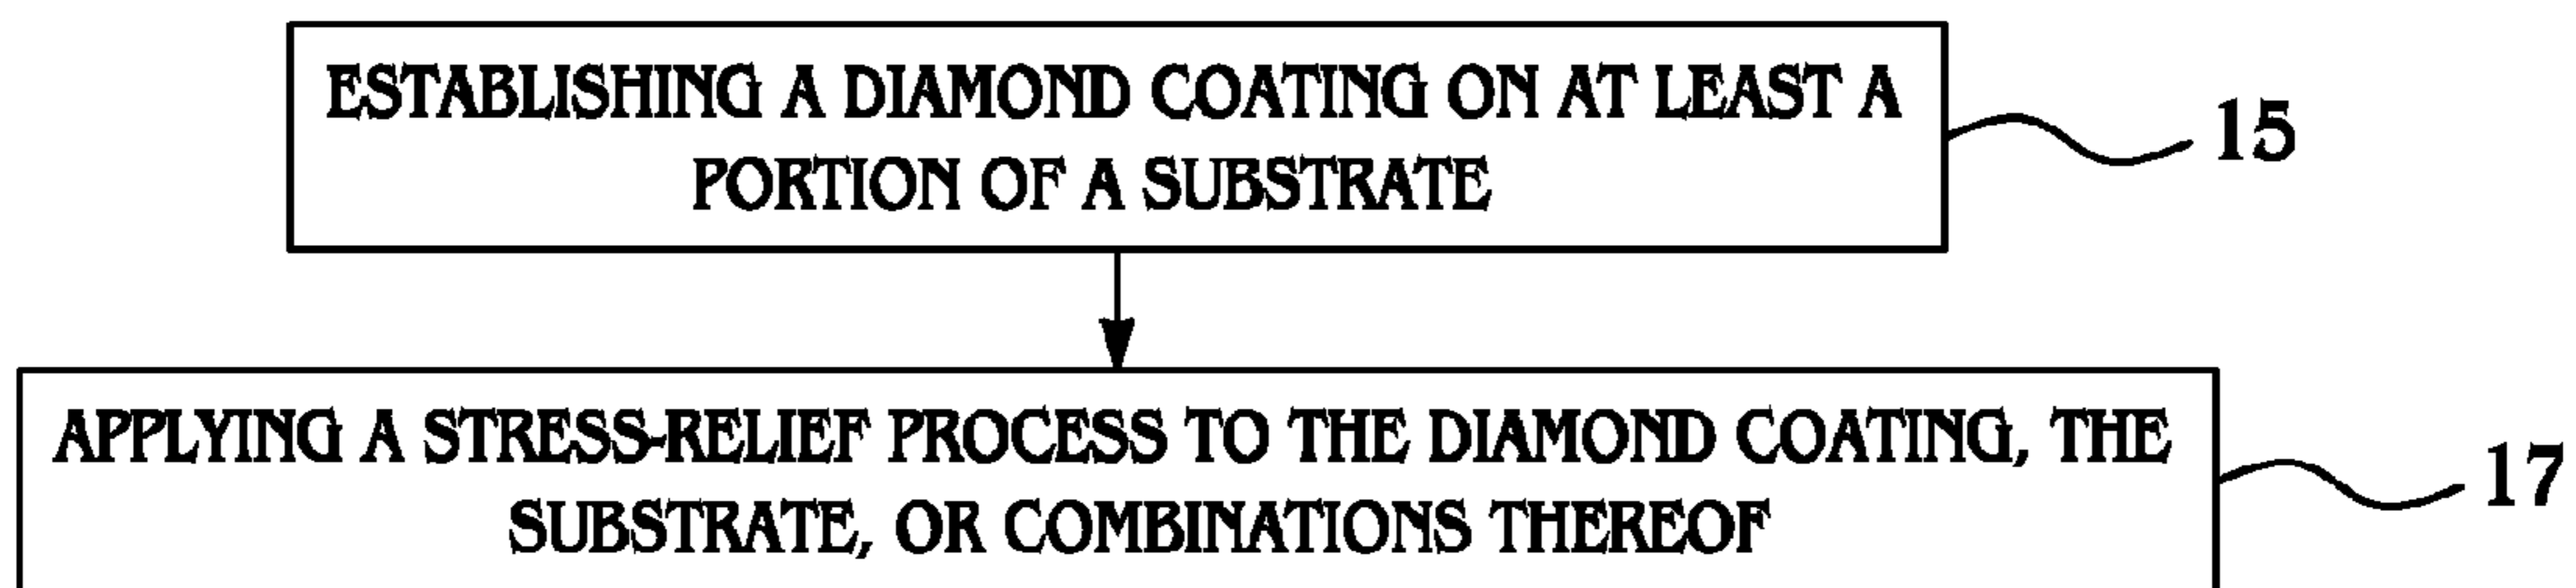 ESTABLISHING A DIAMOND COATING ON AT LEAST A
PORTION OF A SUBSTRATE
15
APPLYING A STRESS-RELIEF PROCESS TO THE DIAMOND COATING, THE
SUBSTRATE, OR COMBINATIONS THEREOF
17